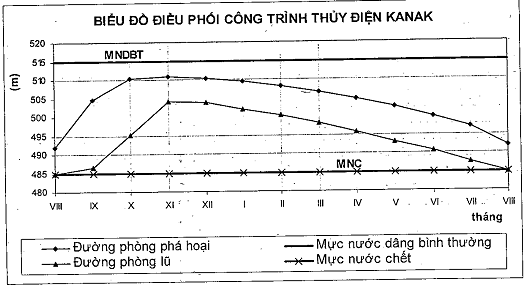 BIỂU ĐỒ ĐIỀU PHỐI CÔNG TRÌNH THỦY ĐIỆN KANAK
(m)
520
515
510
505
500
495
490
485
480
MNDBT
MNC
VIII IX X XI XII I II III IV V VI VII VIII
tháng
Đường phòng phá hoại
Mực nước dâng bình thường
Đường phòng lũ
Mực nước chết